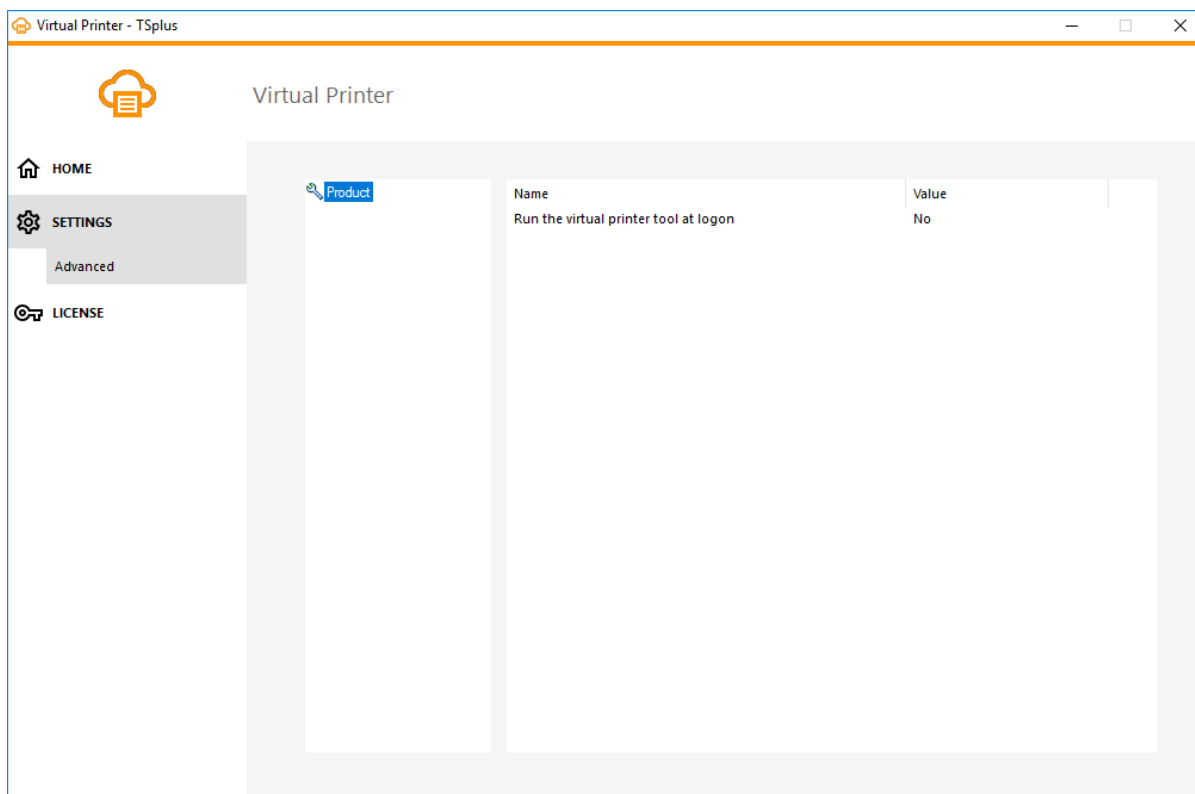 Virtual Printer - TSplus
Virtual Printer
HOME
SETTINGS
Advanced
LICENSE
Product
Name Value
Run the virtual printer tool at logon No